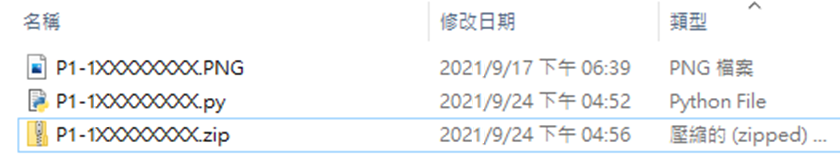 名稱 修改日期 類型
P1-1XXXXXXXX.PNG 2021/9/17 下午 06:39 PNG 檔案
P1-1XXXXXXXX.py 2021/9/24 下午 04:52 Python File
P1-1XXXXXXXX.zip 2021/9/24 下午 04:56 壓縮的 (zipped) ...